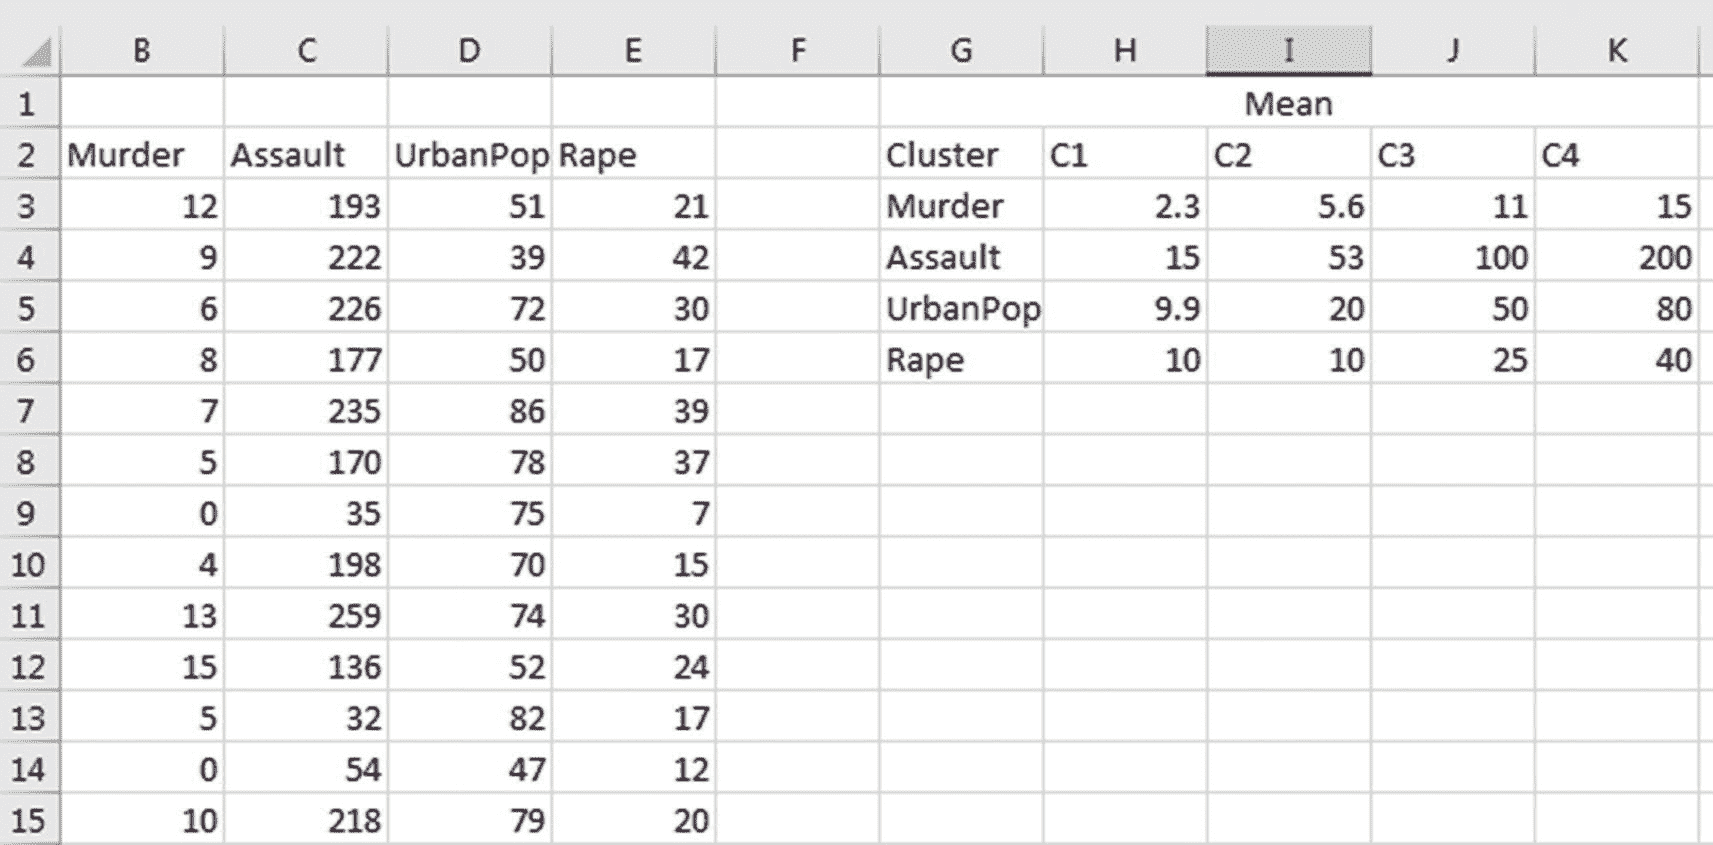 B C D E F G H I J K
1 Mean
2 Murder Assault UrbanPop Rape Cluster C1 C2 C3 C4
3 12 193 51 21 Murder 2.3 5.6 11 15
4 9 222 39 42 Assault 15 53 100 200
5 6 226 72 30 UrbanPop 9.9 20 50 80
6 8 177 50 17 Rape 10 10 25 40
7 7 235 86 39
8 5 170 78 37
9 0 35 75 7
10 4 198 70 15
11 13 259 74 30
12 15 136 52 24
13 5 32 82 17
14 0 54 47 12
15 10 218 79 20